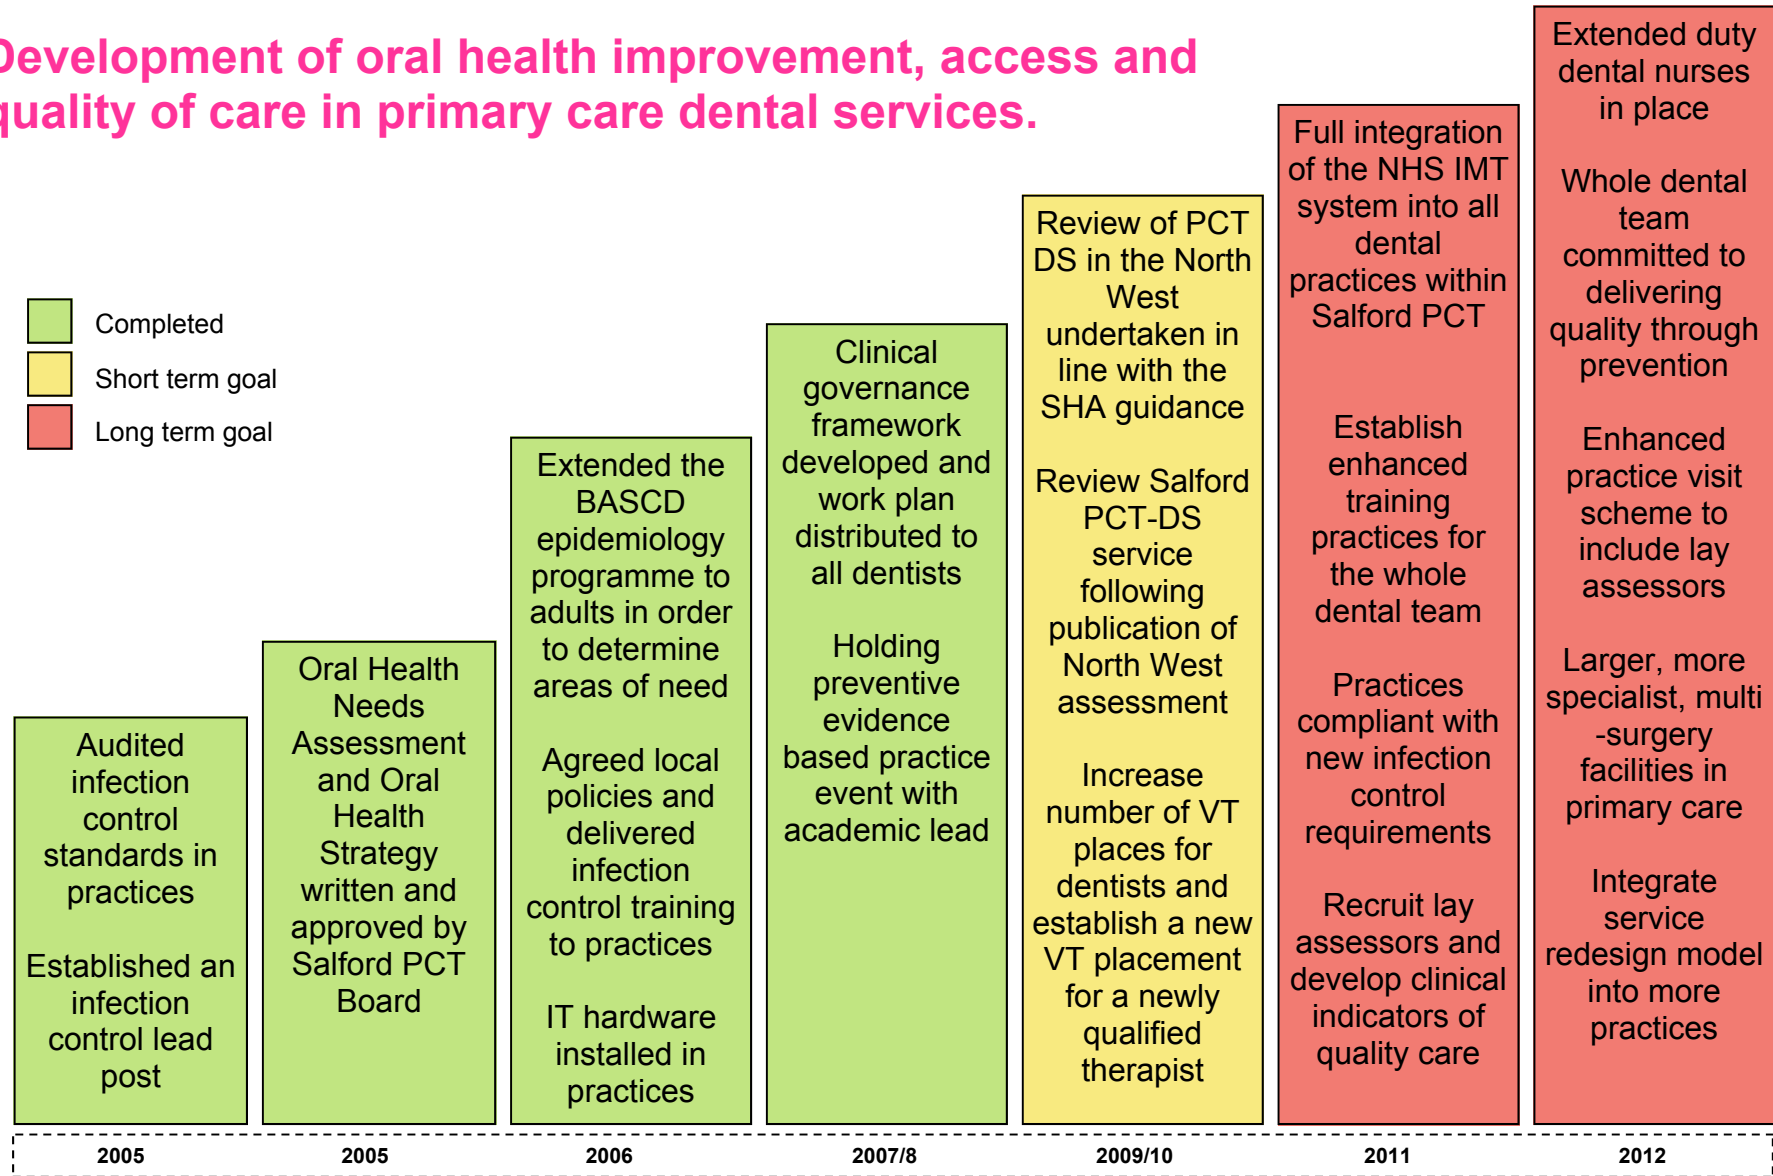 Development of oral health improvement, access and
quality of care in primary care dental services.
Completed
Short term goal
Long term goal
Audited
infection
control
standards in
practices
Established an
infection
control lead
post
Oral Health
Needs
Assessment
and Oral
Health
Strategy
written and
approved by
Salford PCT
Board
Extended the
BASCD
epidemiology
programme to
adults in order
to determine
areas of need
Agreed local
policies and
delivered
infection
control training
to practices
IT hardware
installed in
practices
Clinical
governance
framework
developed and
work plan
distributed to
all dentists
Holding
preventive
evidence
based practice
event with
academic lead
Review of PCT
DS in the North
West
undertaken in
line with the
SHA guidance
Review Salford
PCT-DS
service
following
publication of
North West
assessment
Increase
number of VT
places for
dentists and
establish a new
VT placement
for a newly
qualified
therapist
Full integration
of the NHS IMT
system into all
dental
practices within
Salford PCT
Establish
enhanced
training
practices for
the whole
dental team
Practices
compliant with
new infection
control
requirements
Recruit lay
assessors and
develop clinical
indicators of
quality care
Extended duty
dental nurses
in place
Whole dental
team
committed to
delivering
quality through
prevention
Enhanced
practice visit
scheme to
include lay
assessors
Larger, more
specialist, multi
-surgery
facilities in
primary care
Integrate
service
redesign model
into more
practices
2005
2005
2006
2007/8
2009/10
2011
2012